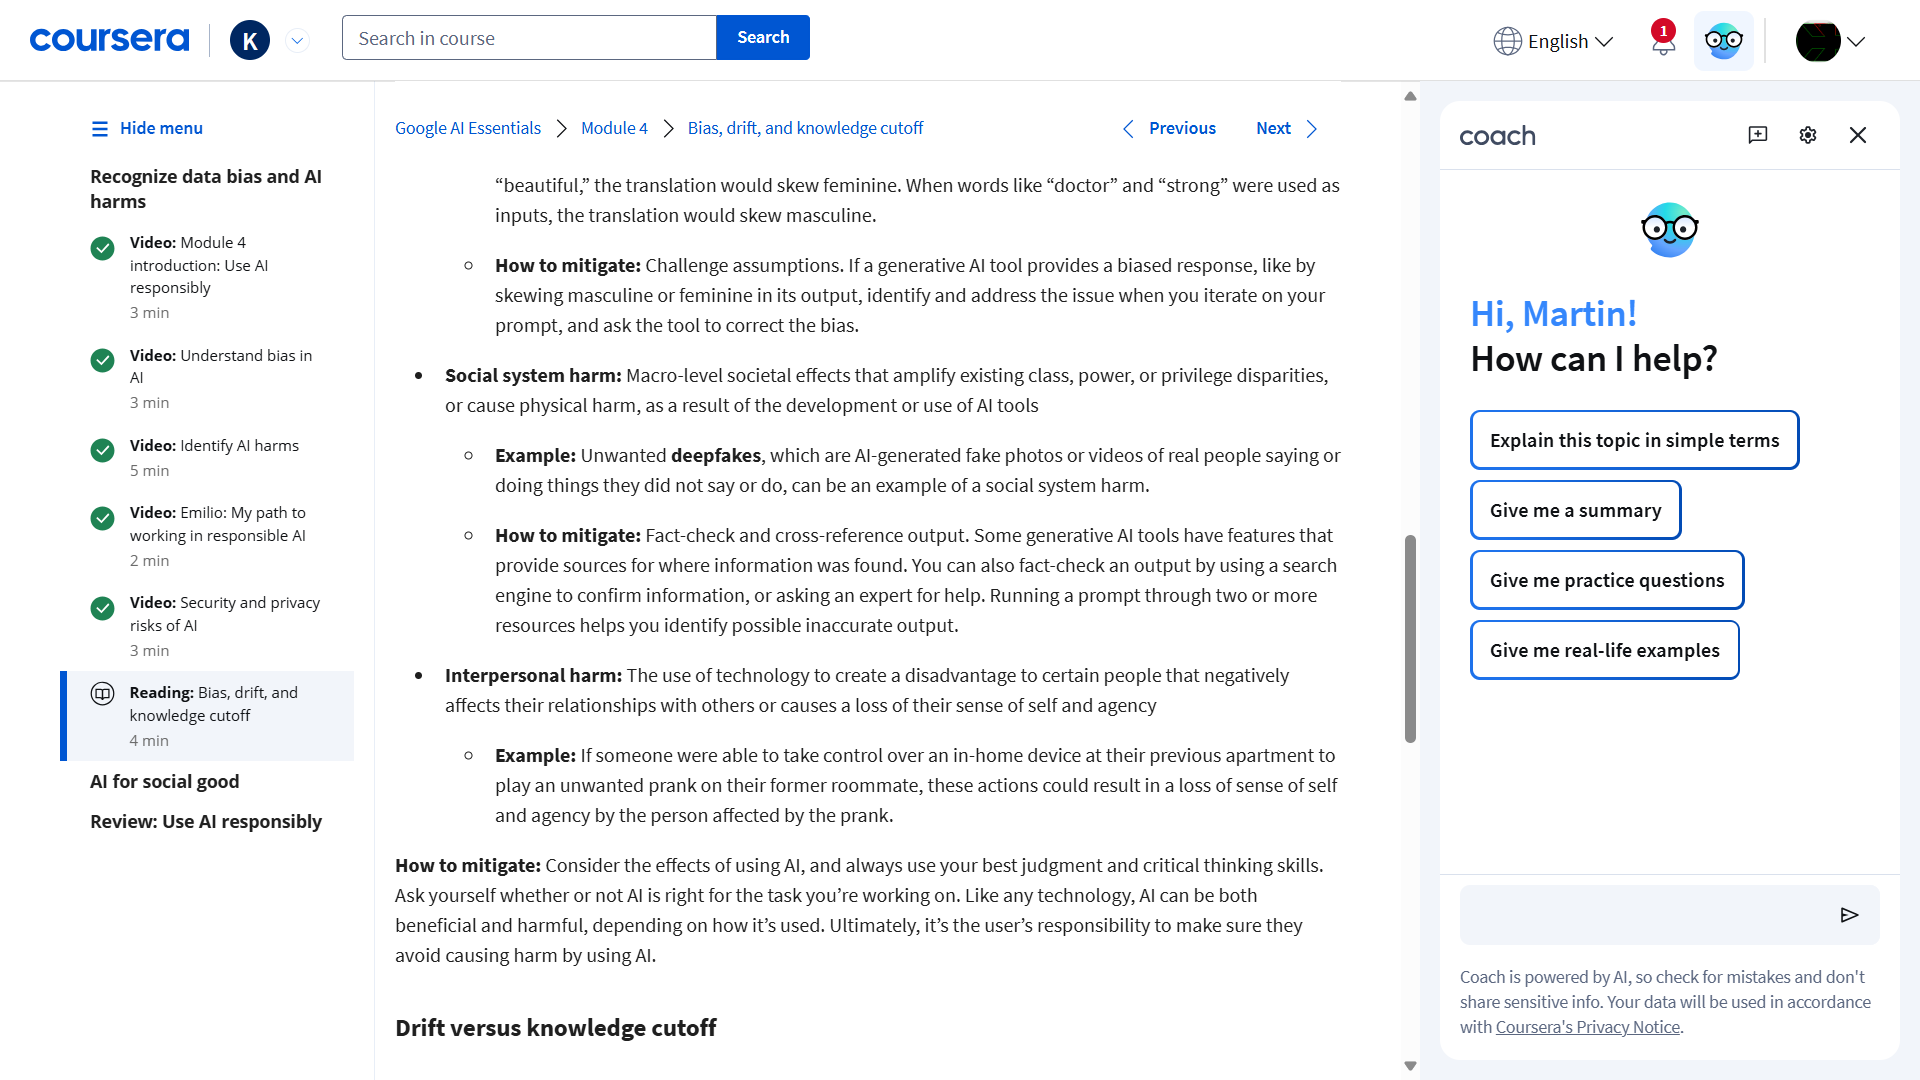 coursera
K
Search in course
Search
English
1
Hide menu
Recognize data bias and AI
harms
Video: Module 4
introduction: Use AI
responsibly
3 min
Video: Understand bias in
AI
3 min
Video: Identify AI harms
5 min
Video: Emilio: My path to
working in responsible AI
2 min
Video: Security and privacy
risks of AI
3 min
Reading: Bias, drift, and
knowledge cutoff
4 min
AI for social good
Review: Use AI responsibly
Google AI Essentials
Module 4
Bias, drift, and knowledge cutoff
Previous
Next
“beautiful,” the translation would skew feminine. When words like “doctor” and “strong” were used as
inputs, the translation would skew masculine.
How to mitigate: Challenge assumptions. If a generative AI tool provides a biased response, like by
skewing masculine or feminine in its output, identify and address the issue when you iterate on your
prompt, and ask the tool to correct the bias.
Social system harm: Macro-level societal effects that amplify existing class, power, or privilege disparities,
or cause physical harm, as a result of the development or use of AI tools
Example: Unwanted deepfakes, which are AI-generated fake photos or videos of real people saying or
doing things they did not say or do, can be an example of a social system harm.
How to mitigate: Fact-check and cross-reference output. Some generative AI tools have features that
provide sources for where information was found. You can also fact-check an output by using a search
engine to confirm information, or asking an expert for help. Running a prompt through two or more
resources helps you identify possible inaccurate output.
Interpersonal harm: The use of technology to create a disadvantage to certain people that negatively
affects their relationships with others or causes a loss of their sense of self and agency
Example: If someone were able to take control over an in-home device at their previous apartment to
play an unwanted prank on their former roommate, these actions could result in a loss of sense of self
and agency by the person affected by the prank.
How to mitigate: Consider the effects of using AI, and always use your best judgment and critical thinking skills.
Ask yourself whether or not AI is right for the task you’re working on. Like any technology, AI can be both
beneficial and harmful, depending on how it’s used. Ultimately, it’s the user’s responsibility to make sure they
avoid causing harm by using AI.
Drift versus knowledge cutoff
coach
Hi, Martin!
How can I help?
Explain this topic in simple terms
Give me a summary
Give me practice questions
Give me real-life examples
Coach is powered by AI, so check for mistakes and don't
share sensitive info. Your data will be used in accordance
with Coursera's Privacy Notice.